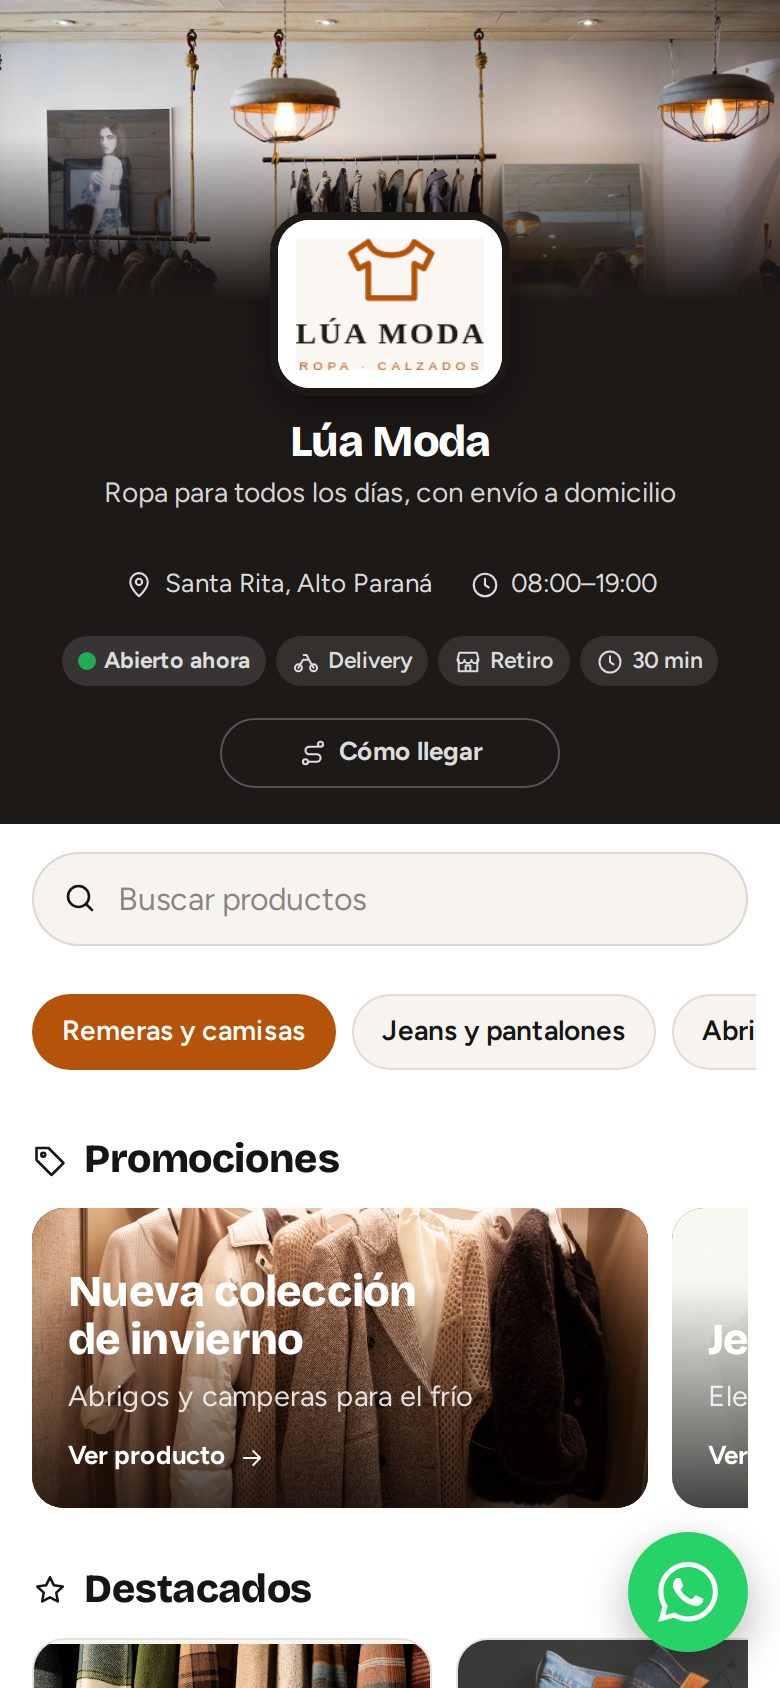 LÚA MODA
ROPA · CALZADOS
Lúa Moda
Ropa para todos los días, con envío a domicilio
Santa Rita, Alto Paraná 08:00–19:00
Abierto ahora Delivery Retiro 30 min
Cómo llegar
Buscar productos
Remeras y camisas Jeans y pantalones Abri
Promociones
Nueva colección
de invierno
Abrigos y camperas para el frío
Ver producto →
Je
Ele
Ver
Destacados